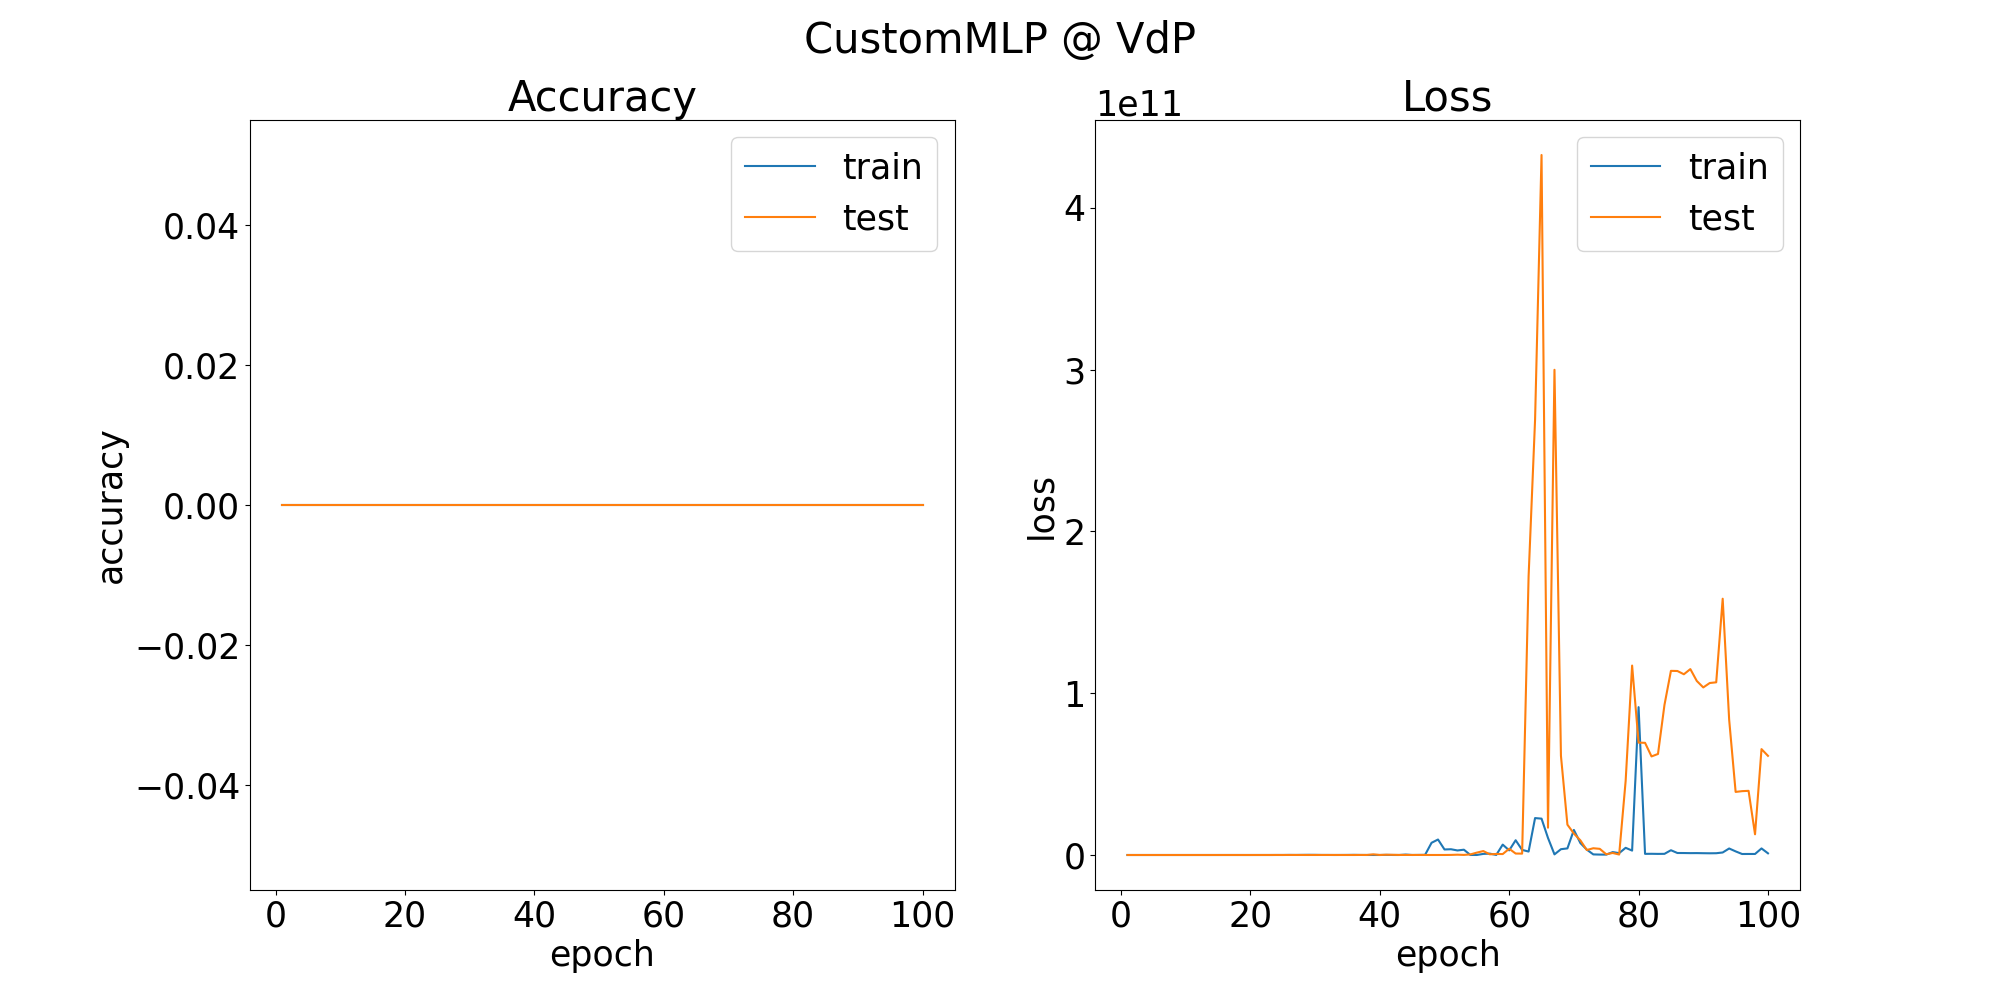 CustomMLP @ VdP
Accuracy
train
test
0.04
0.02
0.00
−0.02
−0.04
accuracy
0 20 40 60 80 100
epoch
Loss
1e11
train
test
4
3
2
1
0
loss
0 20 40 60 80 100
epoch